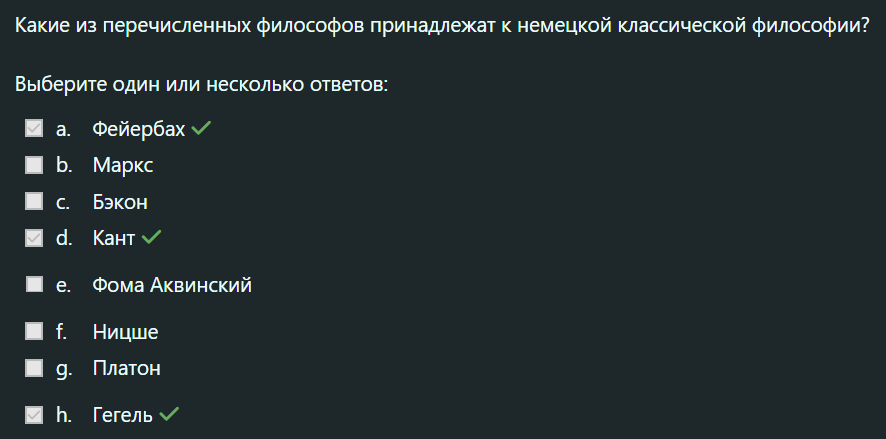 Какие из перечисленных философов принадлежат к немецкой классической философии?
Выберите один или несколько ответов:
a. Фейербах
b. Маркс
c. Бэкон
d. Кант
e. Фома Аквинский
f. Ницше
g. Платон
h. Гегель